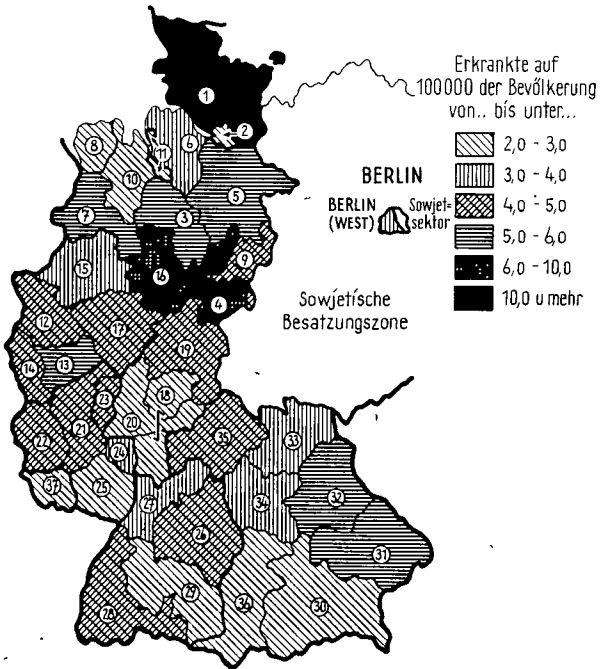 Erkrankte auf
100000 der Bevölkerung
von.. bis unter...
2,0 - 3,0
3,0 - 4,0
4,0 - 5,0
5,0 - 6,0
6,0 - 10,0
10,0 u mehr
BERLIN
BERLIN
(WEST)
Sowjet-
sektor
Sowjetische
Besatzungszone
1
2
11
6
8
10
5
7
3
9
15
16
4
12
17
19
14
13
23
18
20
22
21
24
35
33
37
25
27
34
32
26
31
29
28
36
30